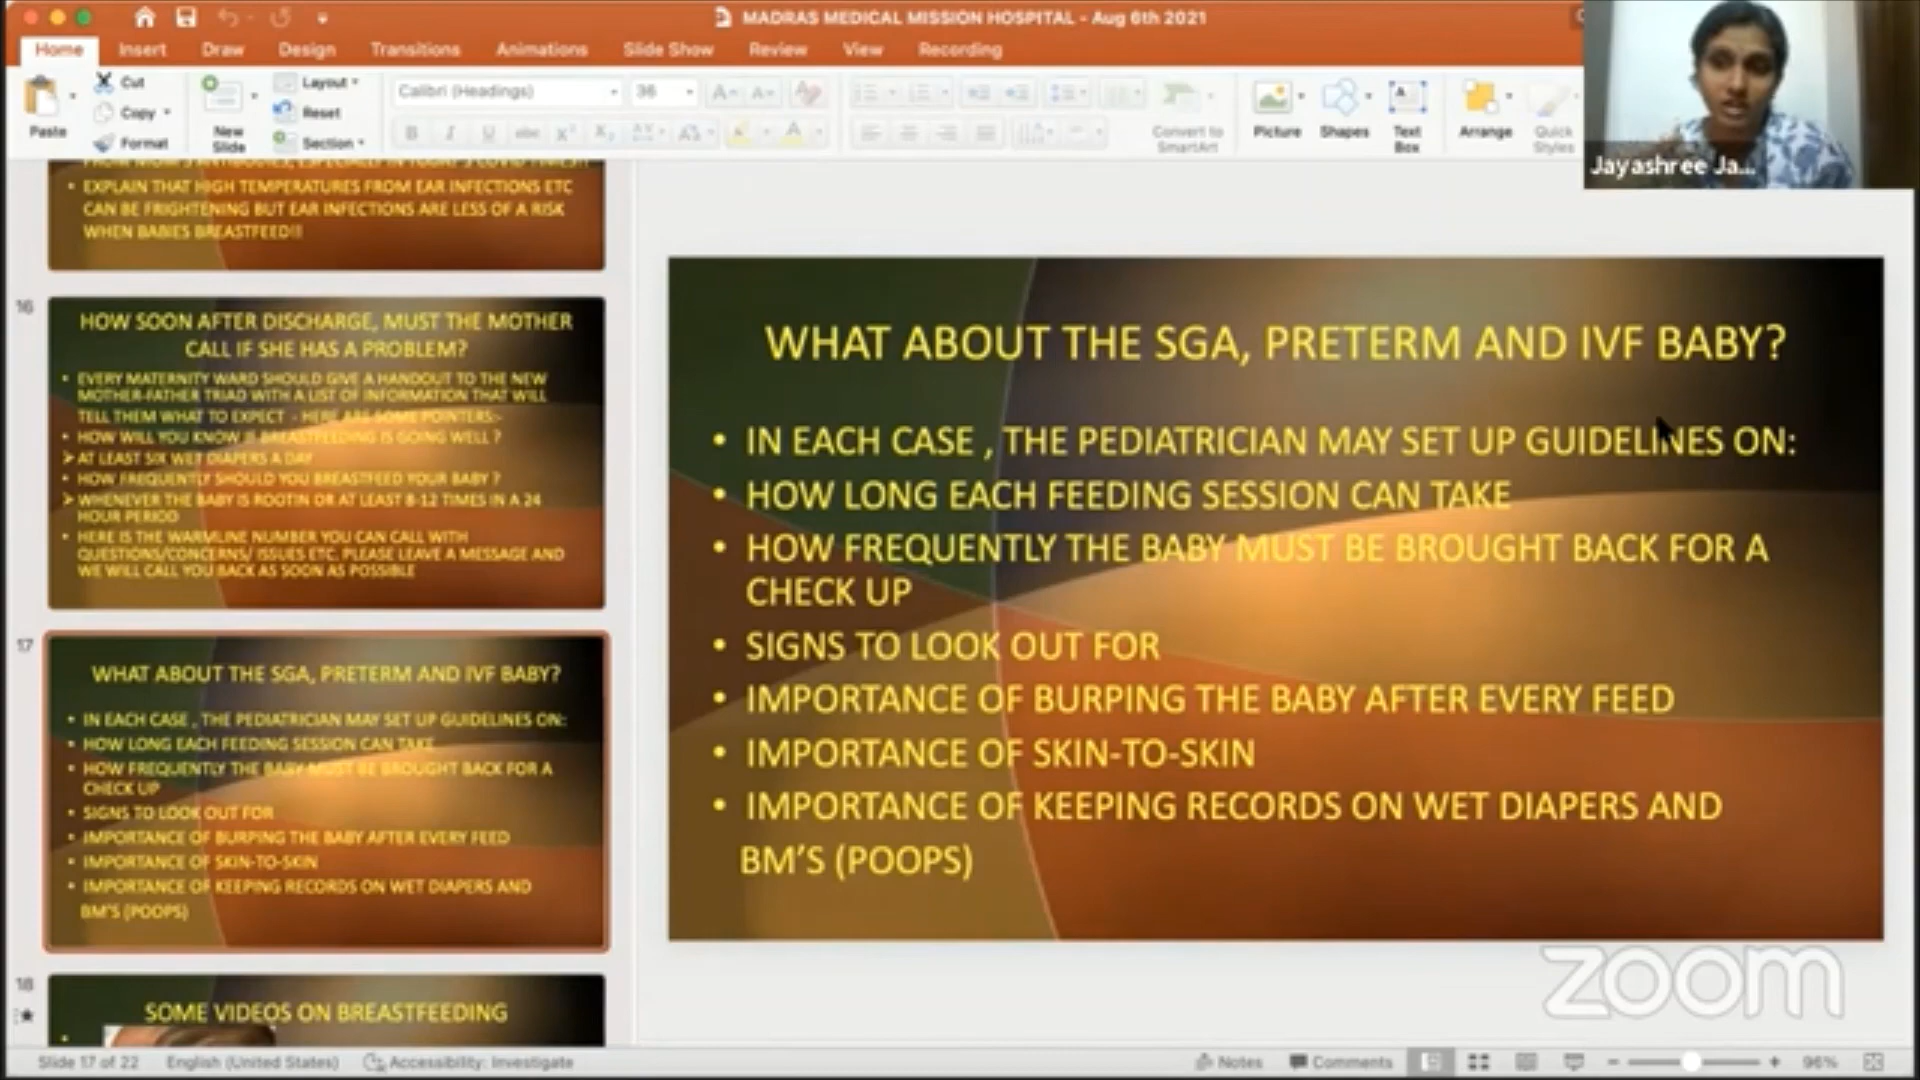 MADRAS MEDICAL MISSION HOSPITAL - Aug 6th 2021
Home Insert Draw Design Transitions Animations Slide Show Review View Recording
Paste
Cut
Copy
Format
New Slide
Layout
Reset
Section
Calibri (Headings) 36
Convert to SmartArt
Picture
Shapes
Text Box
Arrange
Quick Styles
Jayashree Ja...
• EXPLAIN THAT HIGH TEMPERATURES FROM EAR INFECTIONS ETC
CAN BE FRIGHTENING BUT EAR INFECTIONS ARE LESS OF A RISK
WHEN BABIES BREASTFEED!!
16
HOW SOON AFTER DISCHARGE, MUST THE MOTHER
CALL IF SHE HAS A PROBLEM?
• EVERY MATERNITY WARD SHOULD GIVE A HANDOUT TO THE NEW
MOTHER-FATHER TRIAD WITH A LIST OF INFORMATION THAT WILL
TELL THEM WHAT TO EXPECT - HERE ARE SOME POINTERS:-
• HOW WILL YOU KNOW IF BREASTFEEDING IS GOING WELL ?
➢ AT LEAST SIX WET DIAPERS A DAY
• HOW FREQUENTLY SHOULD YOU BREASTFEED YOUR BABY ?
➢ WHENEVER THE BABY IS ROOTIN OR AT LEAST 8-12 TIMES IN A 24
HOUR PERIOD
• HERE IS THE WARMLINE NUMBER YOU CAN CALL WITH
QUESTIONS/CONCERNS/ ISSUES ETC. PLEASE LEAVE A MESSAGE AND
WE WILL CALL YOU BACK AS SOON AS POSSIBLE
17
WHAT ABOUT THE SGA, PRETERM AND IVF BABY?
• IN EACH CASE , THE PEDIATRICIAN MAY SET UP GUIDELINES ON:
• HOW LONG EACH FEEDING SESSION CAN TAKE
• HOW FREQUENTLY THE BABY MUST BE BROUGHT BACK FOR A
CHECK UP
• SIGNS TO LOOK OUT FOR
• IMPORTANCE OF BURPING THE BABY AFTER EVERY FEED
• IMPORTANCE OF SKIN-TO-SKIN
• IMPORTANCE OF KEEPING RECORDS ON WET DIAPERS AND
BM'S (POOPS)
18
SOME VIDEOS ON BREASTFEEDING
WHAT ABOUT THE SGA, PRETERM AND IVF BABY?
• IN EACH CASE , THE PEDIATRICIAN MAY SET UP GUIDELINES ON:
• HOW LONG EACH FEEDING SESSION CAN TAKE
• HOW FREQUENTLY THE BABY MUST BE BROUGHT BACK FOR A
CHECK UP
• SIGNS TO LOOK OUT FOR
• IMPORTANCE OF BURPING THE BABY AFTER EVERY FEED
• IMPORTANCE OF SKIN-TO-SKIN
• IMPORTANCE OF KEEPING RECORDS ON WET DIAPERS AND
BM'S (POOPS)
zoom
Slide 17 of 22 English (United States) Accessibility: Investigate Notes Comments 96%